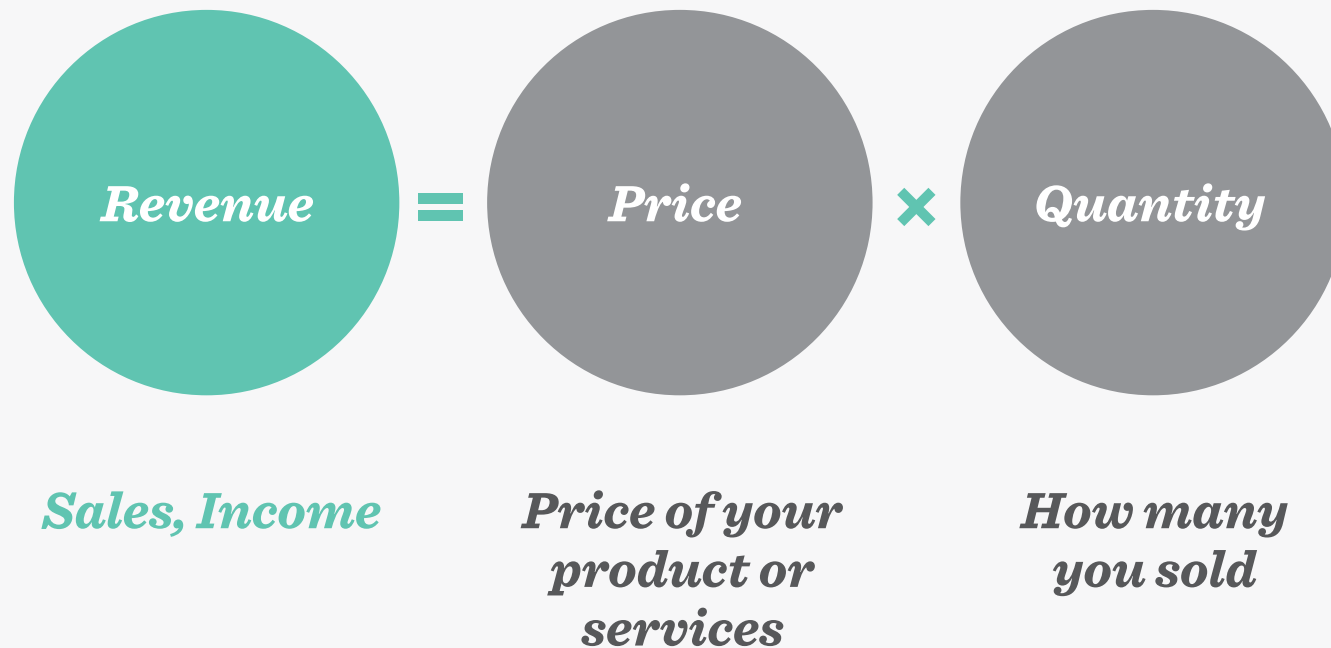 Revenue = Price × Quantity
Sales, Income
Price of your
product or
services
How many
you sold